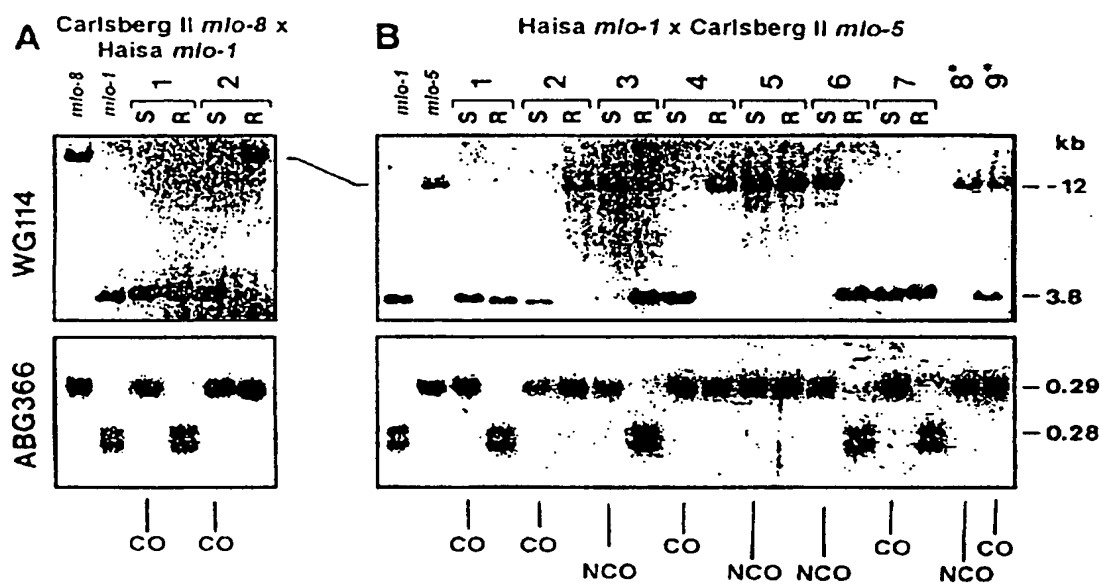 A Carlsberg II mlo-8 x
Haisa mlo-1
B Haisa mlo-1 x Carlsberg II mlo-5
mlo-8 mlo-1 1 2
S R S R
mlo-1 mlo-5 1 2 3 4 5 6 7 8* 9*
S R S R S R S R S R S R S R
kb
WG114
-12
3.8
ABG366
0.29
0.28
CO CO
CO CO NCO CO NCO NCO CO NCO CO